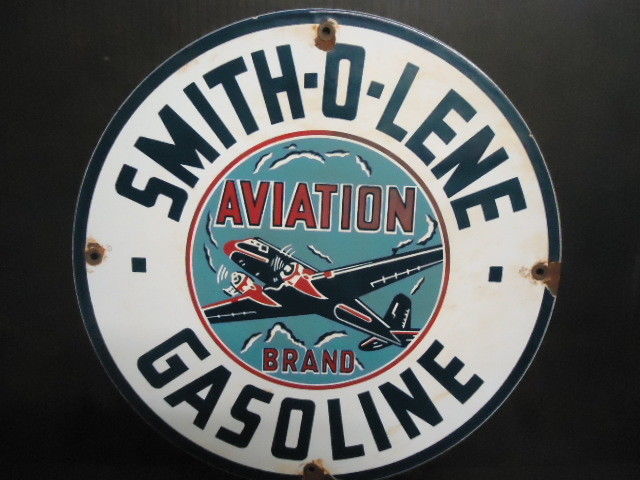 SMITH-O-LENE
AVIATION
BRAND
GASOLINE